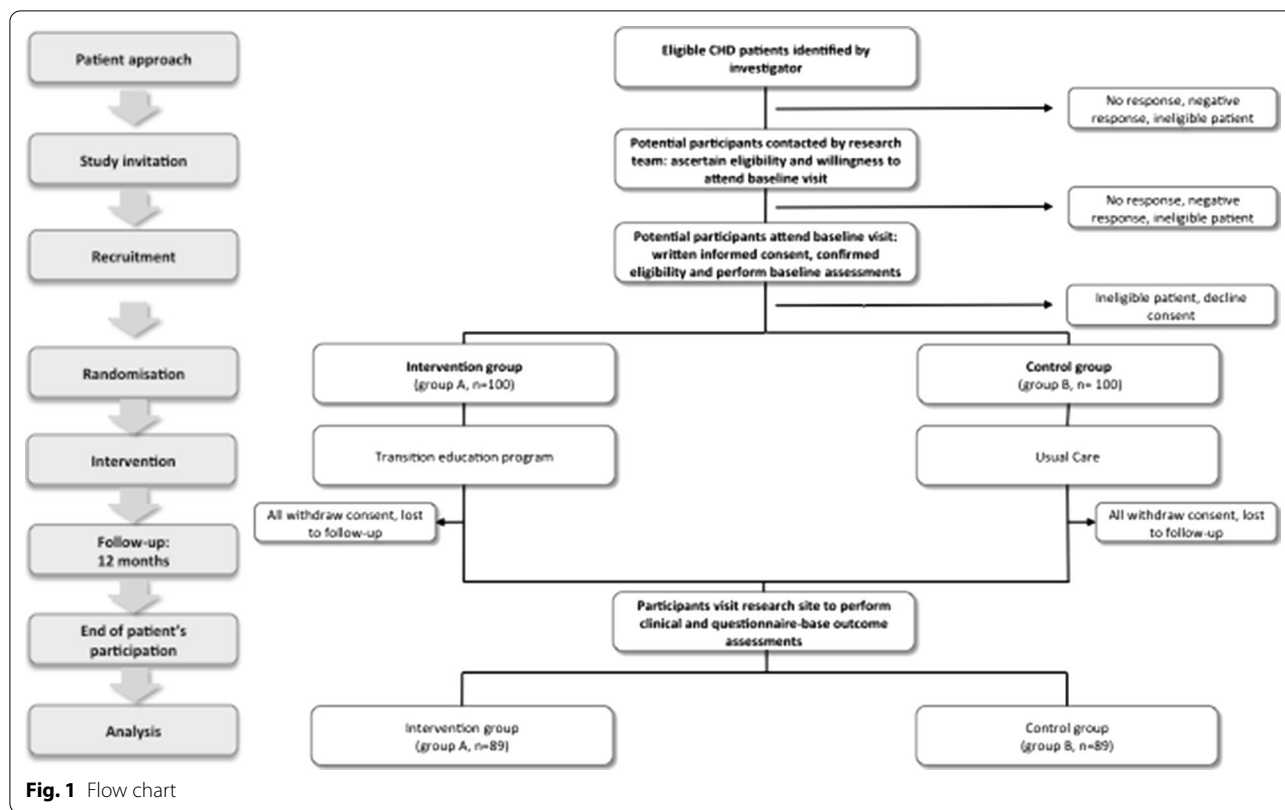 Patient approach
Study invitation
Recruitment
Randomisation
Intervention
Follow-up:
12 months
End of patient's
participation
Analysis
Eligible CHD patients identified by
investigator
No response, negative
response, ineligible patient
Potential participants contacted by research
team: ascertain eligibility and willingness to
attend baseline visit
No response, negative
response, ineligible patient
Potential participants attend baseline visit:
written informed consent, confirmed
eligibility and perform baseline assessments
Ineligible patient, decline
consent
Intervention group
(group A, n=100)
Control group
(group B, n= 100)
Transition education program
Usual Care
All withdraw consent, lost
to follow-up
All withdraw consent, lost
to follow-up
Participants visit research site to perform
clinical and questionnaire-base outcome
assessments
Intervention group
(group A, n=89)
Control group
(group B, n=89)
Fig. 1 Flow chart